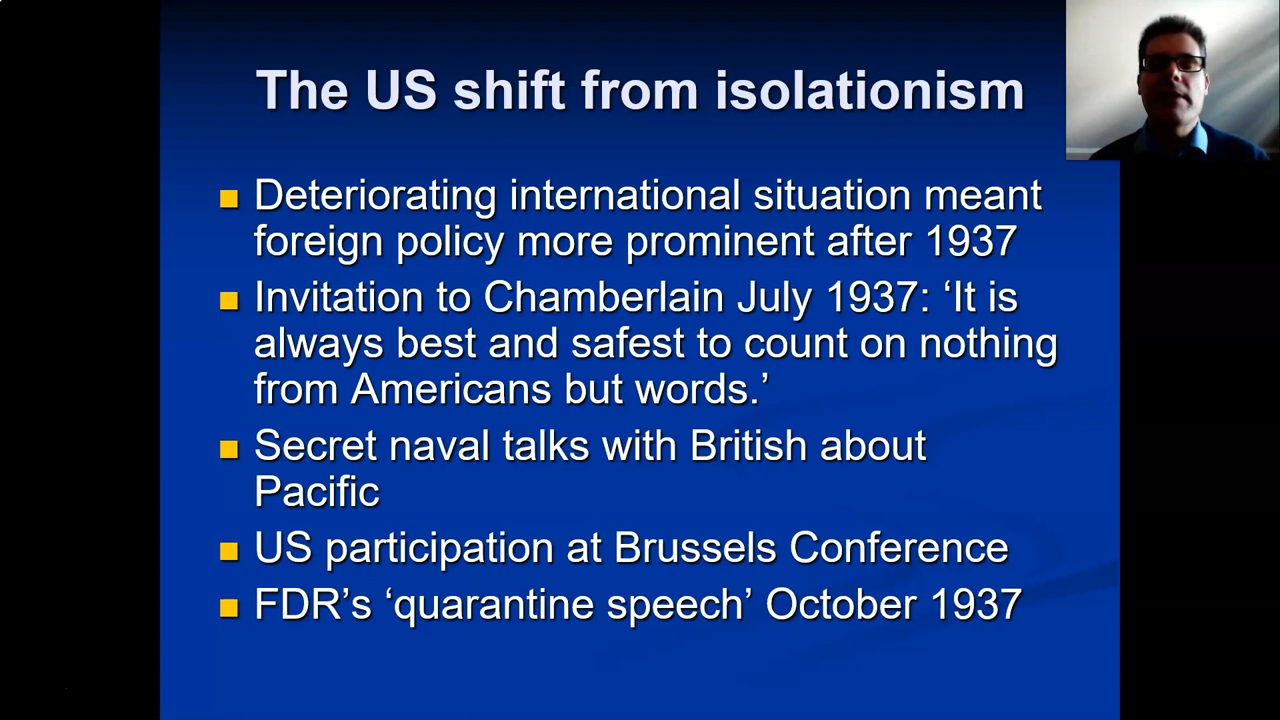 The US shift from isolationism
Deteriorating international situation meant
foreign policy more prominent after 1937
Invitation to Chamberlain July 1937: ‘It is
always best and safest to count on nothing
from Americans but words.’
Secret naval talks with British about
Pacific
US participation at Brussels Conference
FDR’s ‘quarantine speech’ October 1937